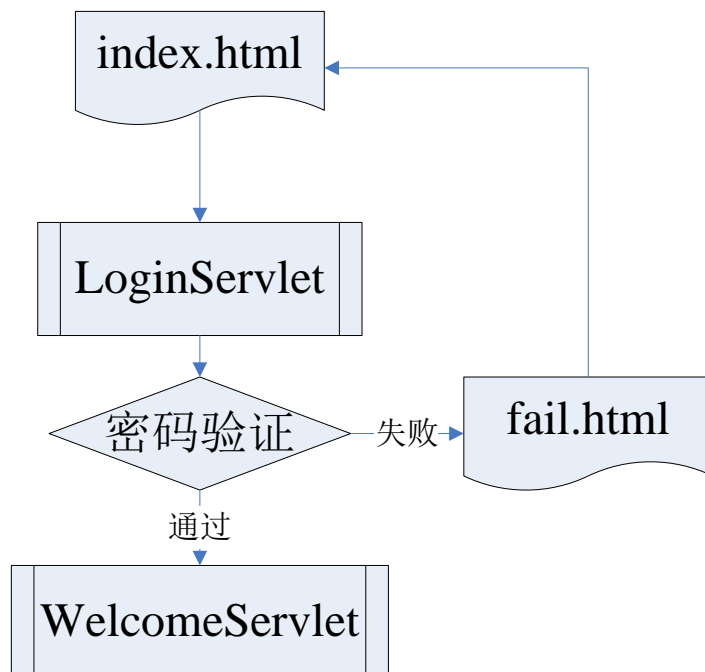 index.html
LoginServlet
密码验证
失败
fail.html
通过
WelcomeServlet